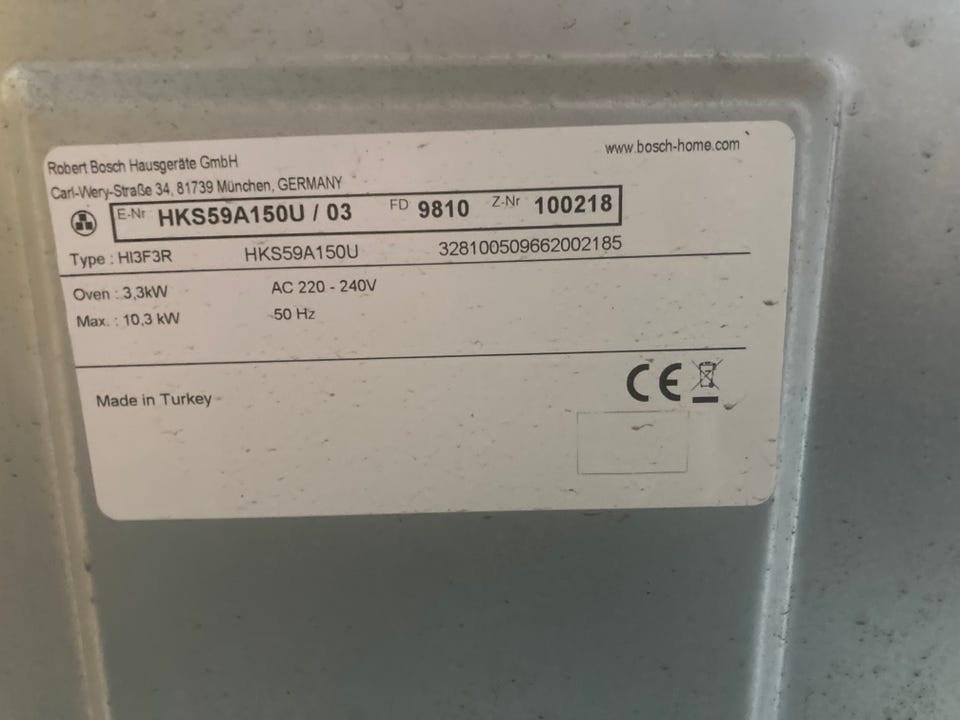 Robert Bosch Hausgeräte GmbH
www.bosch-home.com
Carl-Wery-Straße 34, 81739 München, GERMANY
E-Nr HKS59A150U / 03 FD 9810 Z-Nr 100218
Type : HI3F3R HKS59A150U 328100509662002185
Oven : 3,3kW AC 220 - 240V
Max. : 10,3 kW 50 Hz
Made in Turkey
CE